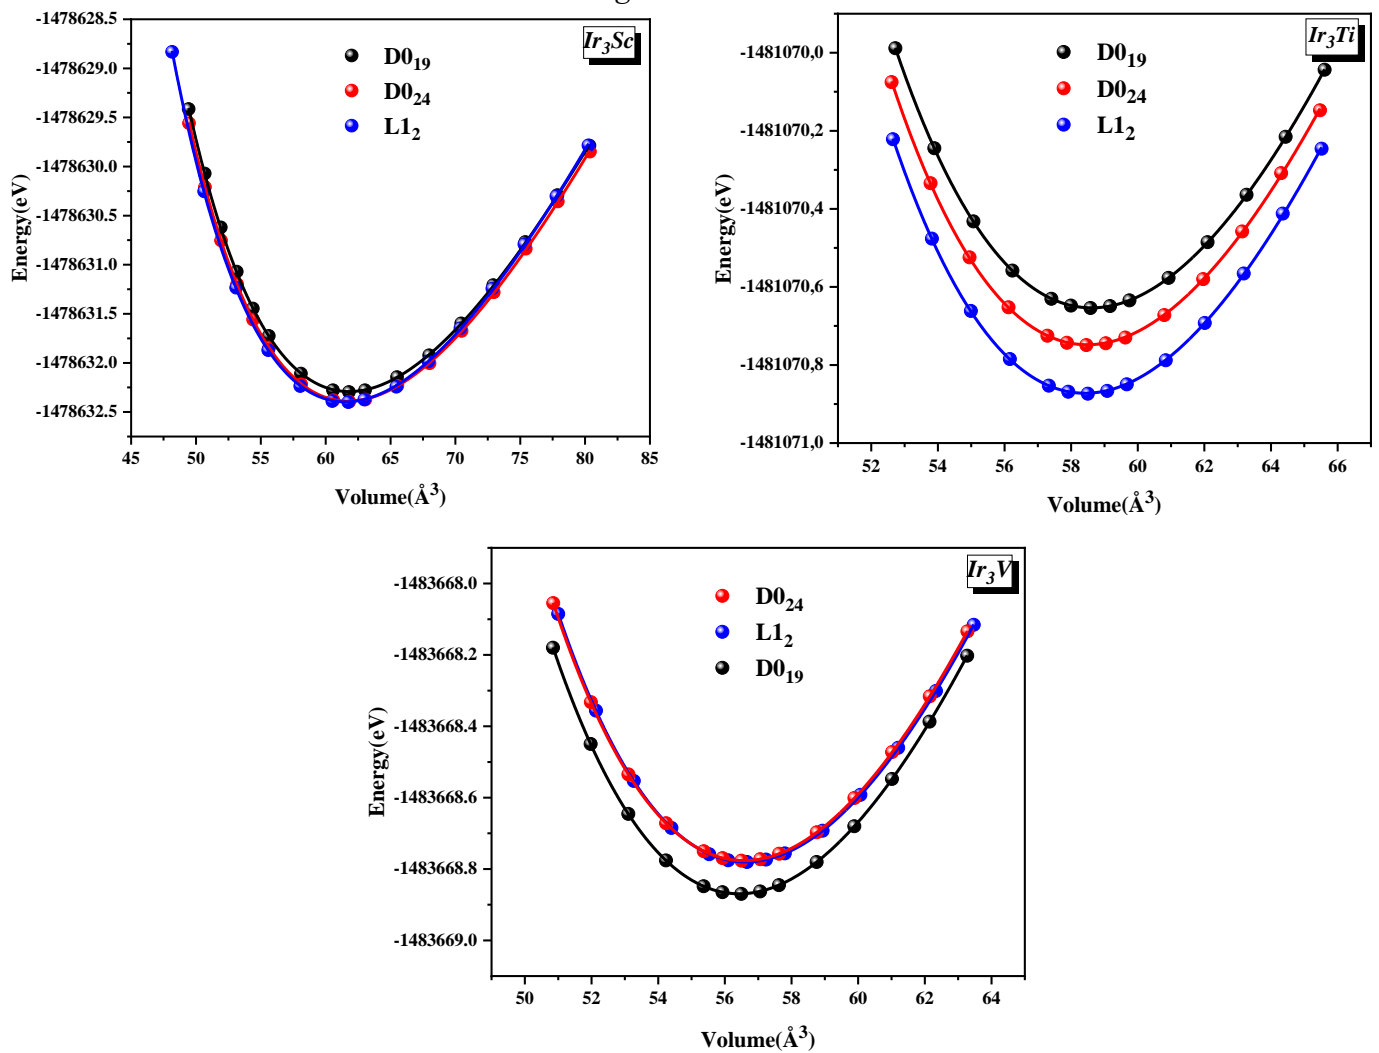 g
-1478628.5
-1478629.0
-1478629.5
-1478630.0
-1478630.5
-1478631.0
-1478631.5
-1478632.0
-1478632.5
Energy(eV)
45 50 55 60 65 70 75 80 85
Volume(Å³)
Ir₃Sc
D0₁₉
D0₂₄
L1₂
-1481070,0
-1481070,2
-1481070,4
-1481070,6
-1481070,8
-1481071,0
Energy(eV)
52 54 56 58 60 62 64 66
Volume(Å³)
Ir₃Ti
D0₁₉
D0₂₄
L1₂
-1483668.0
-1483668.2
-1483668.4
-1483668.6
-1483668.8
-1483669.0
Energy(eV)
50 52 54 56 58 60 62 64
Volume(Å³)
Ir₃V
D0₂₄
L1₂
D0₁₉